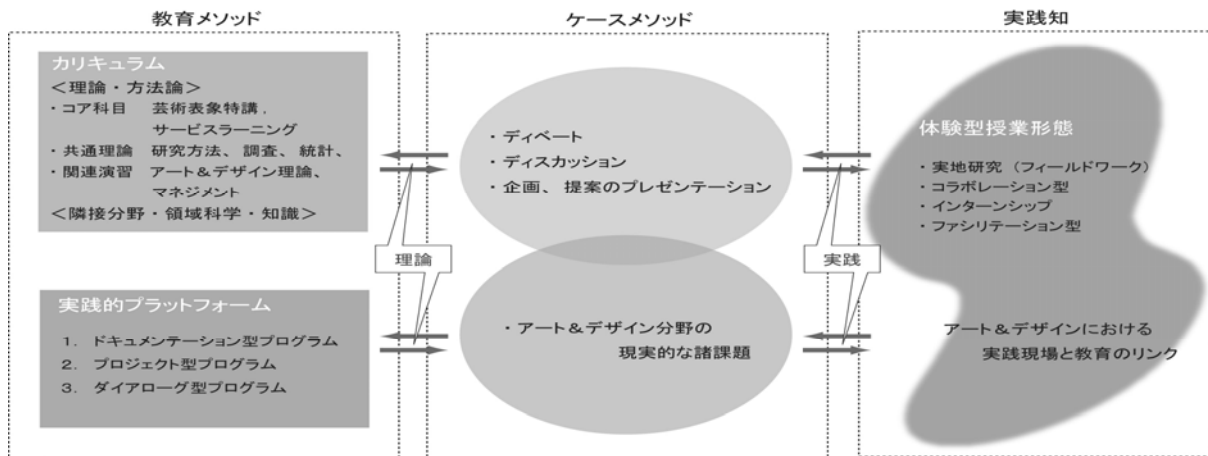 教育メソッド
カリキュラム
＜理論・方法論＞
・コア科目　芸術表象特講、
サービスラーニング
・共通理論　研究方法、調査、統計、
・関連演習　アート＆デザイン理論、
マネジメント
＜隣接分野・領域科学・知識＞
実践的プラットフォーム
1.　ドキュメンテーション型プログラム
2.　プロジェクト型プログラム
3.　ダイアローグ型プログラム
理論
ケースメソッド
・ディベート
・ディスカッション
・企画、提案のプレゼンテーション
・アート＆デザイン分野の
現実的な諸課題
実践
実践知
体験型授業形態
・実地研究（フィールドワーク）
・コラボレーション型
・インターンシップ
・ファシリテーション型
アート＆デザインにおける
実践現場と教育のリンク